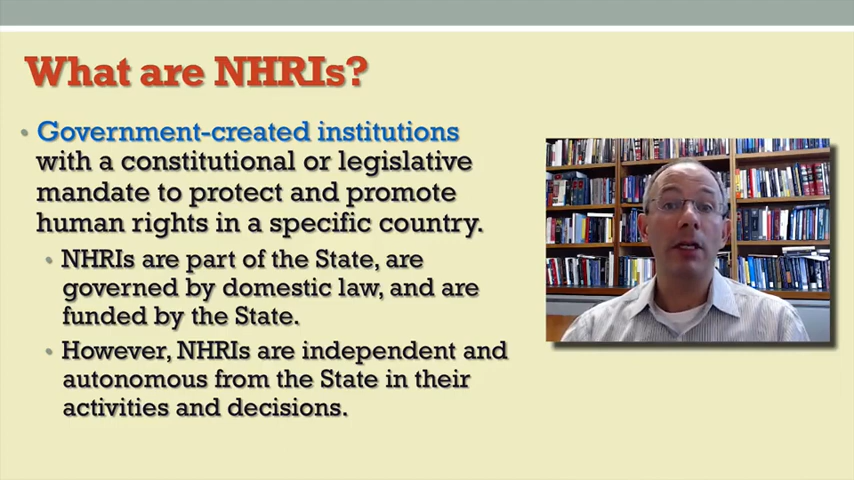 What are NHRIs?
• Government-created institutions
with a constitutional or legislative
mandate to protect and promote
human rights in a specific country.
• NHRIs are part of the State, are
governed by domestic law, and are
funded by the State.
• However, NHRIs are independent and
autonomous from the State in their
activities and decisions.